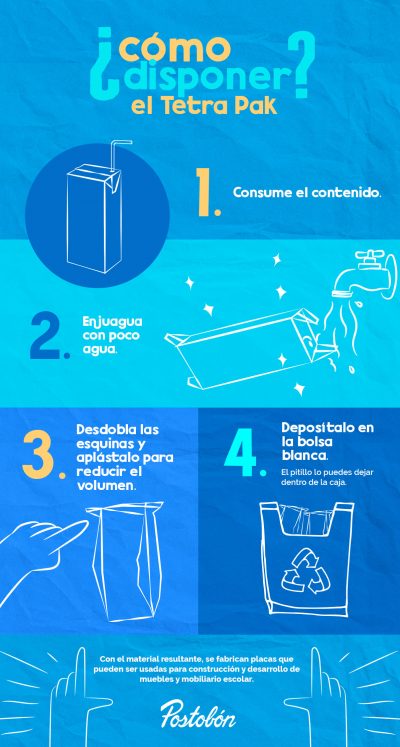 ¿cómo
disponer?
el Tetra Pak
1. Consume el contenido.
2. Enjuagua
con poco
agua.
3. Desdobla las
esquinas y
aplástalo para
reducir el
volumen.
4. Deposítalo en
la bolsa
blanca.
El pitillo lo puedes dejar
dentro de la caja.
Con el material resultante, se fabrican placas que
pueden ser usadas para construcción y desarrollo de
muebles y mobiliario escolar.
Postobón